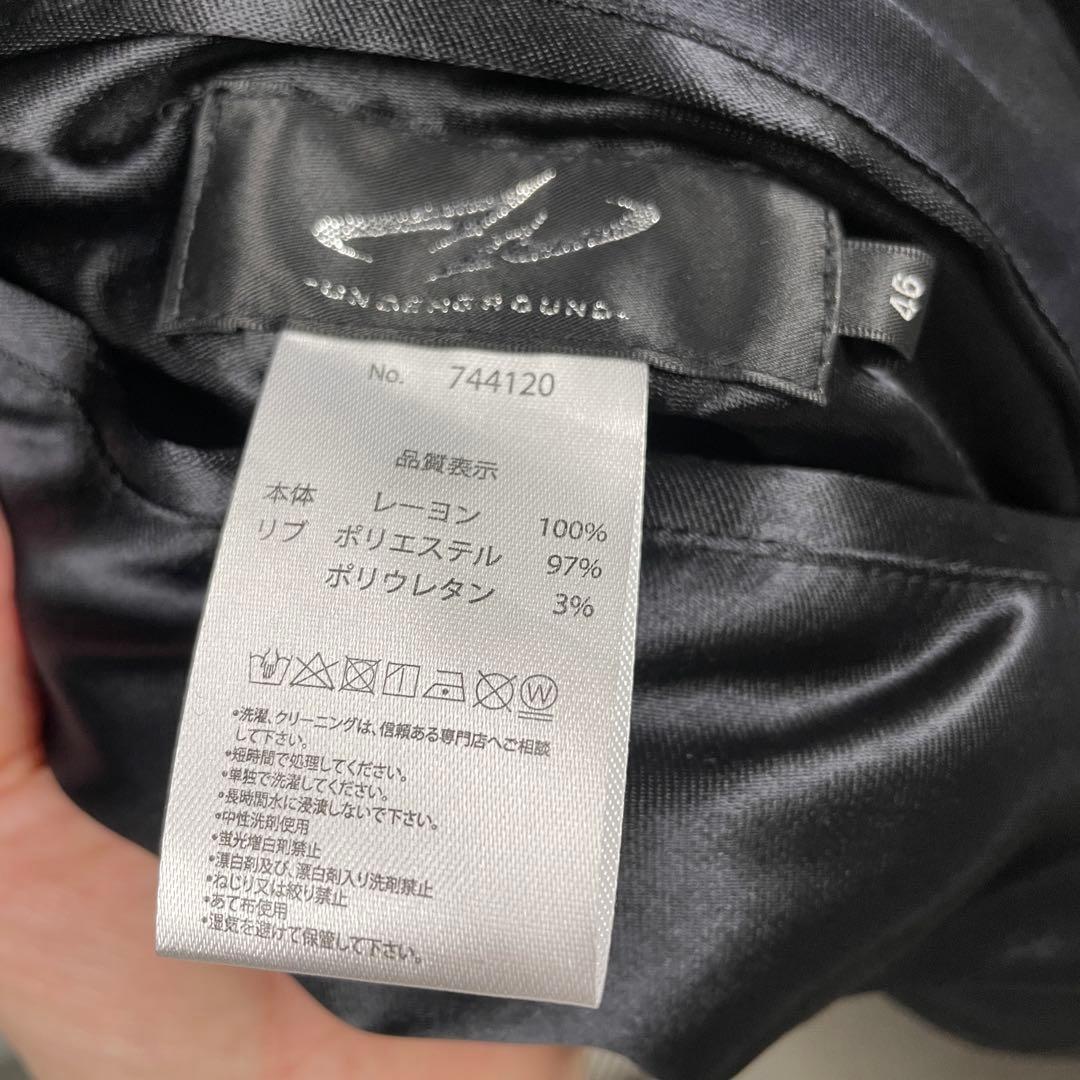 46
No. 744120
品質表示
本体 レーヨン 100%
リブ ポリエステル 97%
ポリウレタン 3%
W
•洗濯、クリーニングは、信頼ある専門店へご相談
して下さい。
•短時間で処理してください。
•単独で洗濯してください。
•長時間水に浸漬しないで下さい。
•中性洗剤使用
•蛍光増白剤禁止
•漂白剤及び、漂白剤入り洗剤禁止
•ねじり又は絞り禁止
•あて布使用
•湿気を避けて保管して下さい。